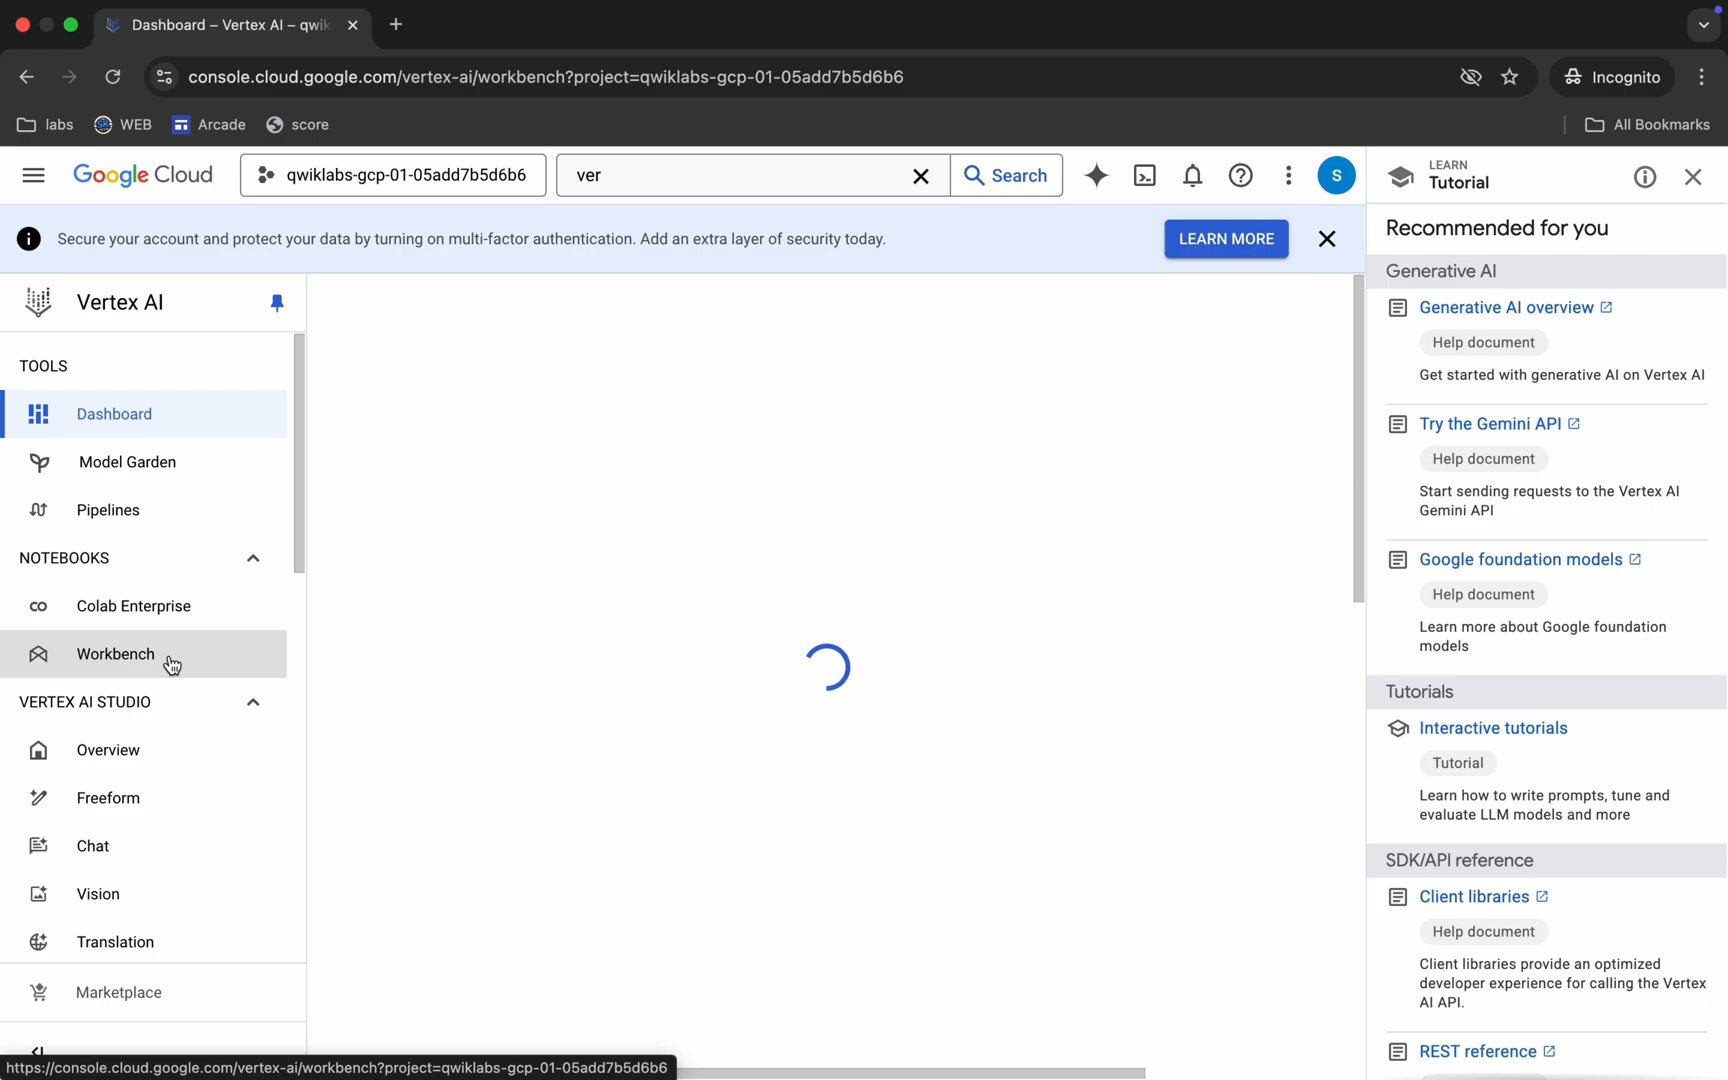 Dashboard – Vertex AI – qwik
console.cloud.google.com/vertex-ai/workbench?project=qwiklabs-gcp-01-05add7b5d6b6
Incognito
labs
WEB
Arcade
score
All Bookmarks
Google Cloud
qwiklabs-gcp-01-05add7b5d6b6
ver
Search
S
LEARN
Tutorial
Secure your account and protect your data by turning on multi-factor authentication. Add an extra layer of security today.
LEARN MORE
Vertex AI
TOOLS
Dashboard
Model Garden
Pipelines
NOTEBOOKS
Colab Enterprise
Workbench
VERTEX AI STUDIO
Overview
Freeform
Chat
Vision
Translation
Marketplace
https://console.cloud.google.com/vertex-ai/workbench?project=qwiklabs-gcp-01-05add7b5d6b6
Recommended for you
Generative AI
Generative AI overview
Help document
Get started with generative AI on Vertex AI
Try the Gemini API
Help document
Start sending requests to the Vertex AI
Gemini API
Google foundation models
Help document
Learn more about Google foundation
models
Tutorials
Interactive tutorials
Tutorial
Learn how to write prompts, tune and
evaluate LLM models and more
SDK/API reference
Client libraries
Help document
Client libraries provide an optimized
developer experience for calling the Vertex
AI API.
REST reference